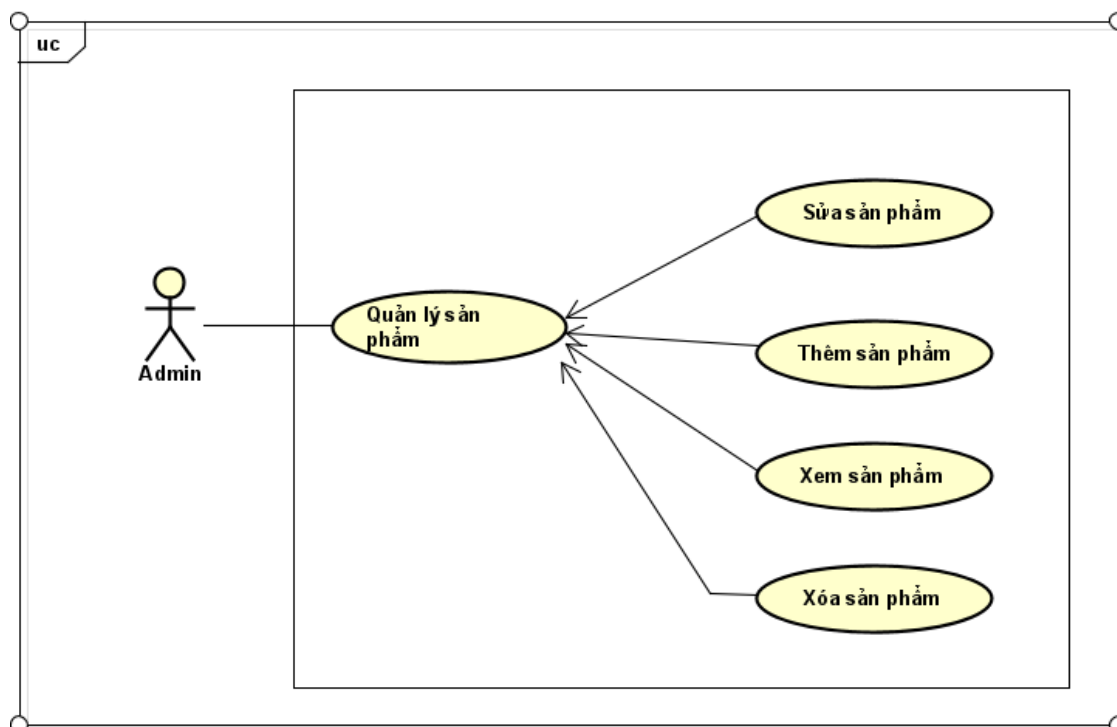 uc
Sửa sản phẩm
Quản lý sản
phẩm
Thêm sản phẩm
Admin
Xem sản phẩm
Xóa sản phẩm